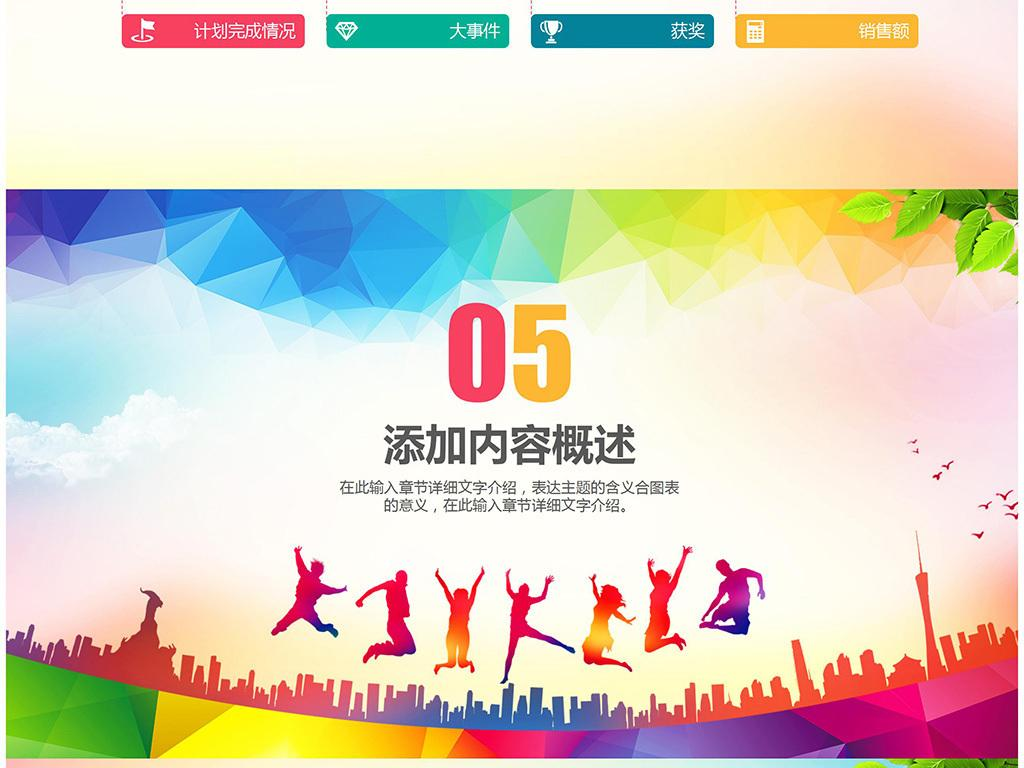 计划完成情况
大事件
获奖
销售额
05
添加内容概述
在此输入章节详细文字介绍，表达主题的含义合图表
的意义，在此输入章节详细文字介绍。